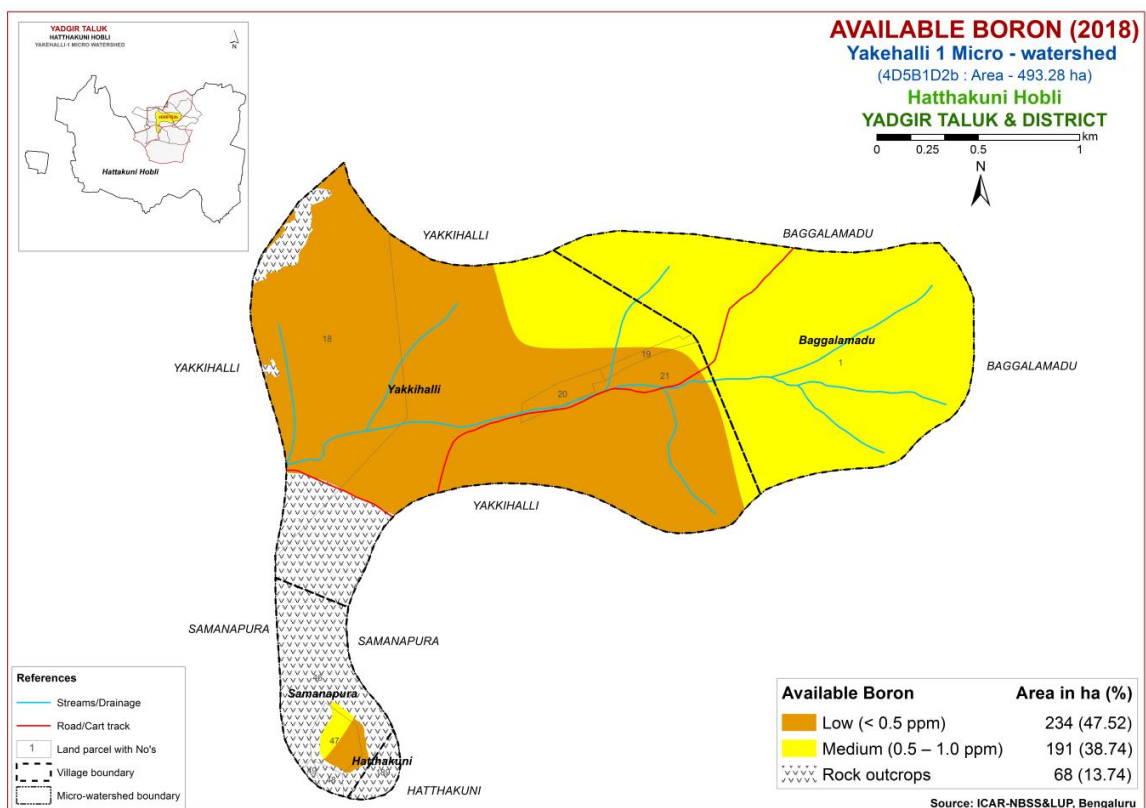 YADGIR TALUK
HATTHAKUNI HOBLI
YAKEHALLI-1 MICRO WATERSHED
N
Hattakuni Hobli
AVAILABLE BORON (2018)
Yakehalli 1 Micro - watershed
(4D5B1D2b : Area - 493.28 ha)
Hatthakuni Hobli
YADGIR TALUK & DISTRICT
km
0 0.25 0.5 1
N
YAKKIHALLI
BAGGALAMADU
18
19
Baggalamadu
1
YAKKIHALLI
BAGGALAMADU
21
Yakkihalli
20
YAKKIHALLI
SAMANAPURA
SAMANAPURA
Samanapura
47
Hatthakuni
HATTHAKUNI
References
Streams/Drainage
Road/Cart track
1 Land parcel with No's
Village boundary
Micro-watershed boundary
Available Boron Area in ha (%)
Low (< 0.5 ppm) 234 (47.52)
Medium (0.5 – 1.0 ppm) 191 (38.74)
Rock outcrops 68 (13.74)
Source: ICAR-NBSS&LUP, Bengaluru